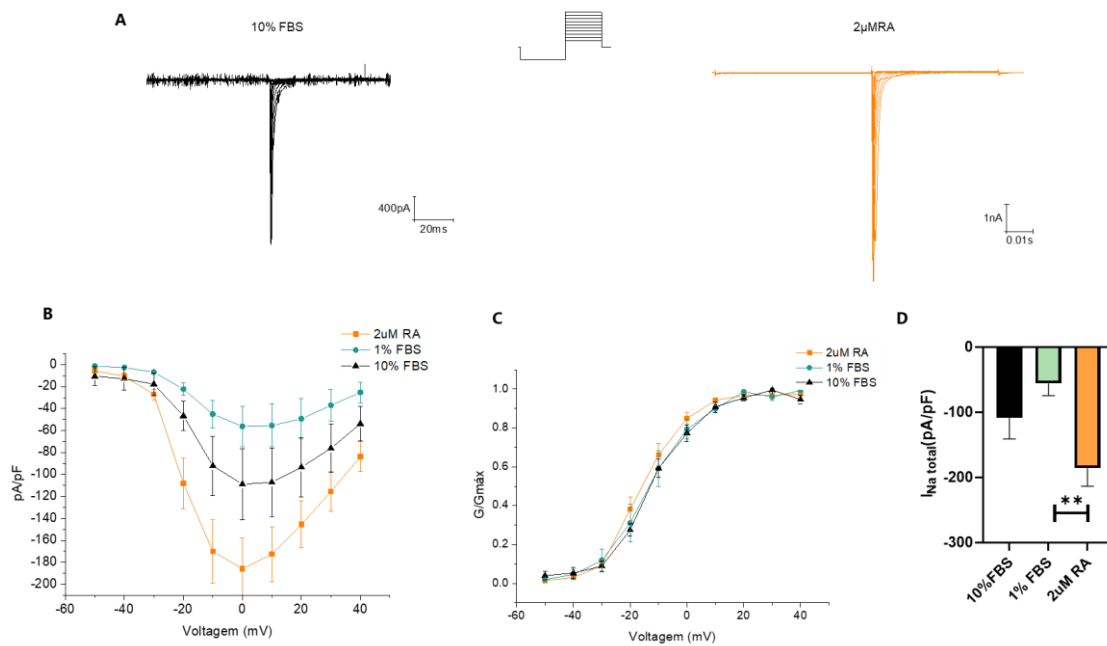 A
10% FBS
2µMRA
400pA
20ms
1nA
0.01s
B
2uM RA
1% FBS
10% FBS
0
-20
-40
-60
-80
-100
-120
-140
-160
-180
-200
pA/pF
-60
-40
-20
0
20
40
Voltagem (mV)
C
2uM RA
1% FBS
10% FBS
1.0
0.8
0.6
0.4
0.2
0.0
G/Gmáx
-60
-40
-20
0
20
40
Voltagem (mV)
D
0
-100
-200
-300
I Na total(pA/pF)
**
10%FBS
1% FBS
2uM RA